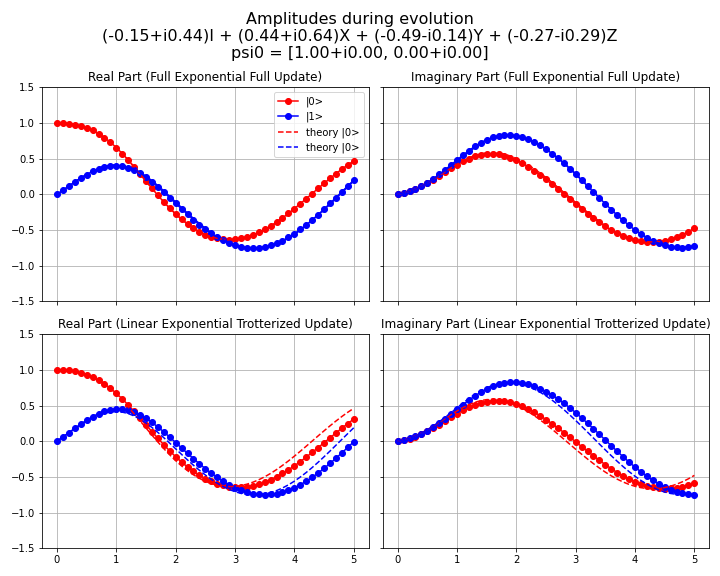 Amplitudes during evolution
(-0.15+i0.44)I + (0.44+i0.64)X + (-0.49-i0.14)Y + (-0.27-i0.29)Z
psi0 = [1.00+i0.00, 0.00+i0.00]
Real Part (Full Exponential Full Update)
1.5
1.0
0.5
0.0
−0.5
−1.0
−1.5
|0>
|1>
theory |0>
theory |0>
Imaginary Part (Full Exponential Full Update)
Real Part (Linear Exponential Trotterized Update)
1.5
1.0
0.5
0.0
−0.5
−1.0
−1.5
0 1 2 3 4 5
Imaginary Part (Linear Exponential Trotterized Update)
0 1 2 3 4 5